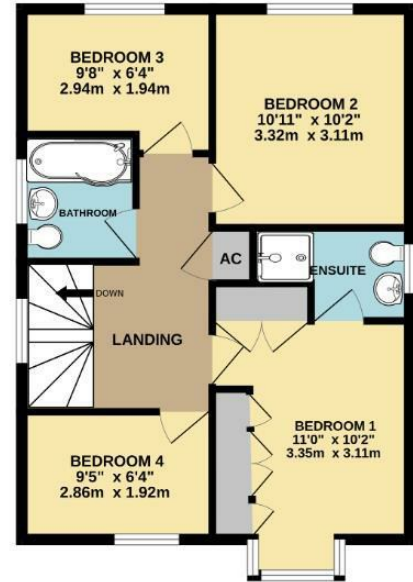 BEDROOM 3
9'8" x 6'4"
2.94m x 1.94m
BEDROOM 2
10'11" x 10'2"
3.32m x 3.11m
BATHROOM
AC
ENSUITE
DOWN
LANDING
BEDROOM 1
11'0" x 10'2"
3.35m x 3.11m
BEDROOM 4
9'5" x 6'4"
2.86m x 1.92m